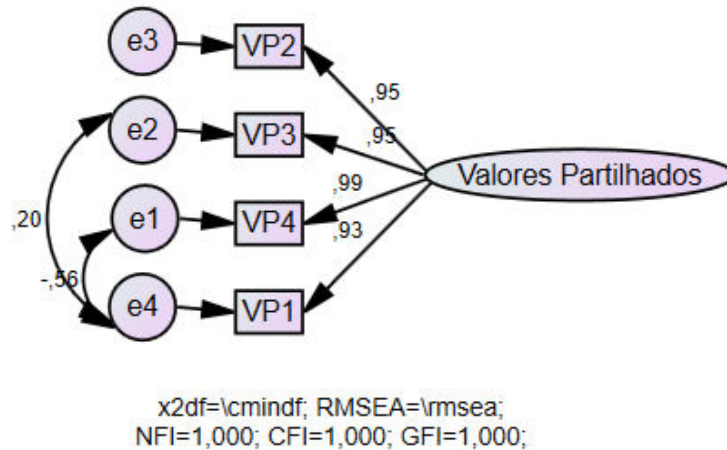 e3
VP2
,95
e2
VP3
,95
Valores Partilhados
,99
,20
e1
VP4
,93
-,56
e4
VP1
x2df=\cmindf; RMSEA=\rmsea;
NFI=1,000; CFI=1,000; GFI=1,000;